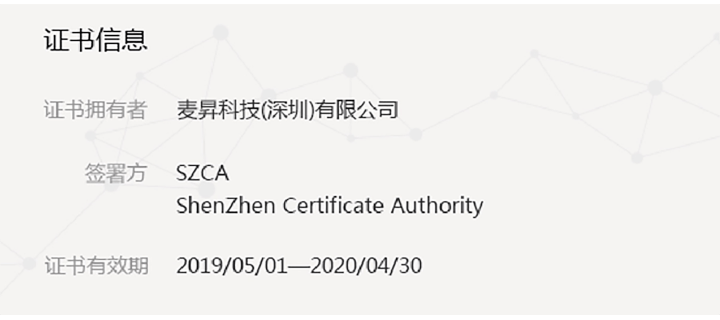 证书信息
证书拥有者 麦昇科技(深圳)有限公司
签署方 SZCA
ShenZhen Certificate Authority
证书有效期 2019/05/01—2020/04/30